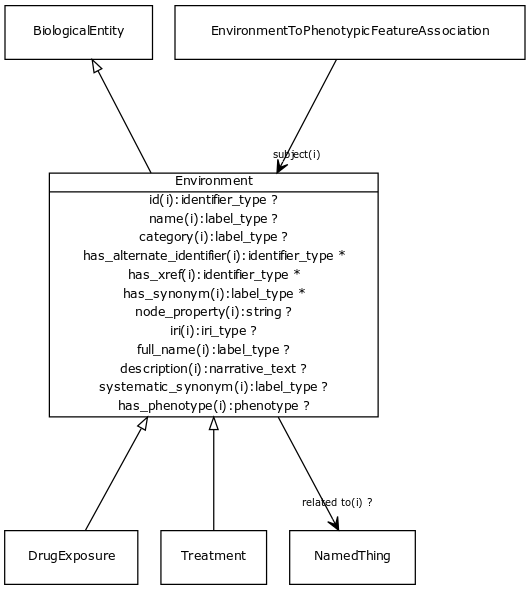 BiologicalEntity
EnvironmentToPhenotypicFeatureAssociation
subject(i)
Environment
id(i):identifier_type ?
name(i):label_type ?
category(i):label_type ?
has_alternate_identifier(i):identifier_type *
has_xref(i):identifier_type *
has_synonym(i):label_type *
node_property(i):string ?
iri(i):iri_type ?
full_name(i):label_type ?
description(i):narrative_text ?
systematic_synonym(i):label_type ?
has_phenotype(i):phenotype ?
related to(i) ?
DrugExposure
Treatment
NamedThing